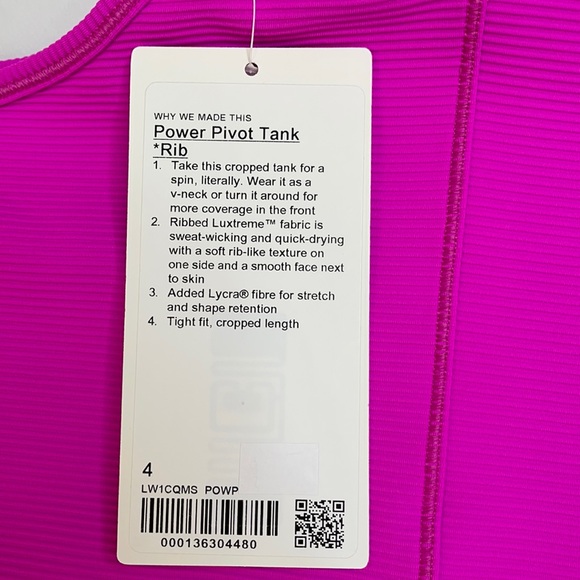 WHY WE MADE THIS
Power Pivot Tank
*Rib
1. Take this cropped tank for a
spin, literally. Wear it as a
v-neck or turn it around for
more coverage in the front
2. Ribbed Luxtreme™ fabric is
sweat-wicking and quick-drying
with a soft rib-like texture on
one side and a smooth face next
to skin
3. Added Lycra® fibre for stretch
and shape retention
4. Tight fit, cropped length
4
LW1CQMS POWP
000136304480